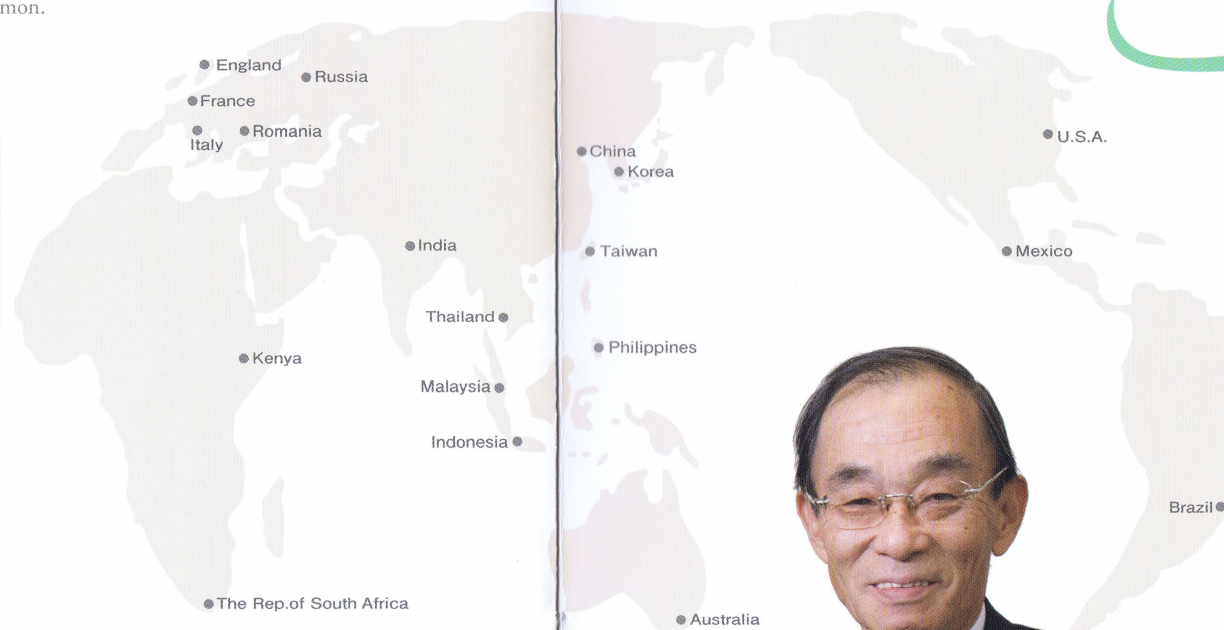 mon.
England
Russia
France
Romania
Italy
China
Korea
U.S.A.
India
Taiwan
Mexico
Thailand
Philippines
Kenya
Malaysia
Indonesia
Brazil
The Rep.of South Africa
Australia